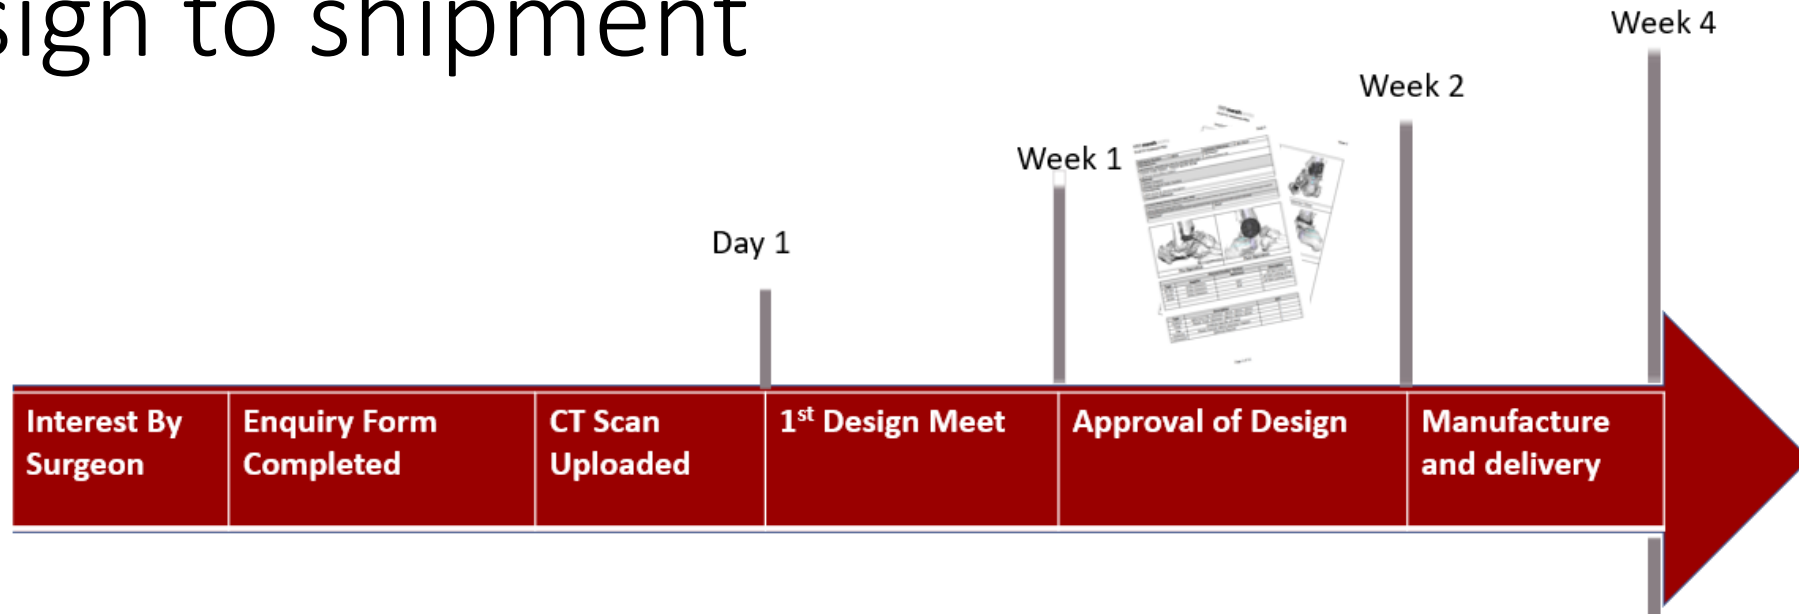 sign to shipment
Week 4
Week 2
Week 1
Day 1
Interest By
Surgeon
Enquiry Form
Completed
CT Scan
Uploaded
1st Design Meet
Approval of Design
Manufacture
and delivery